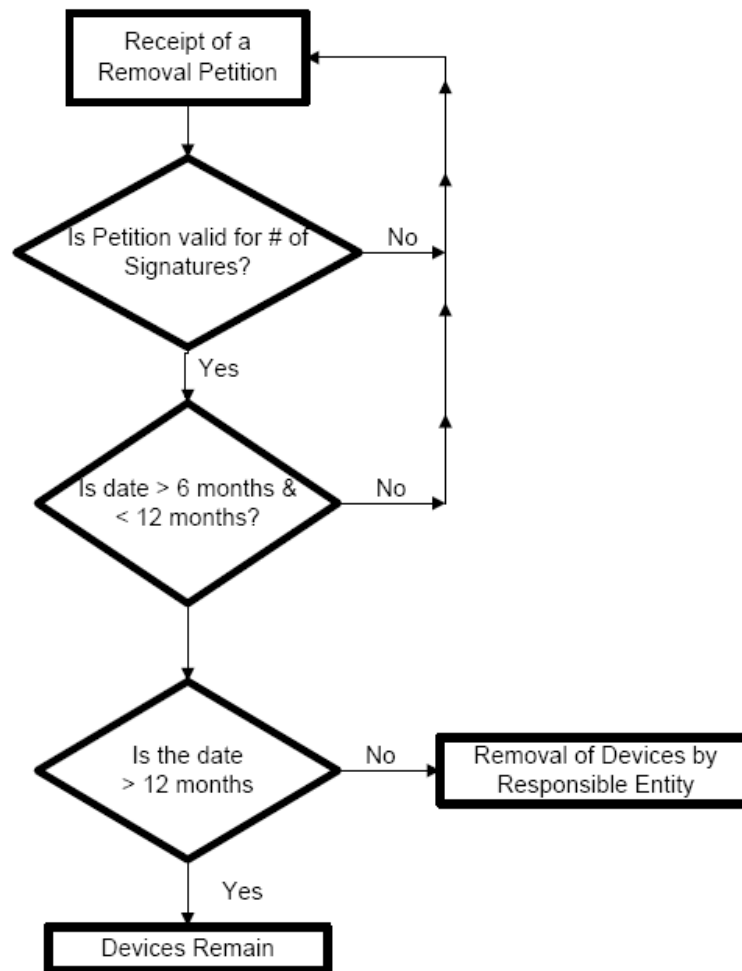 Receipt of a
Removal Petition
Is Petition valid for # of
Signatures?
No
Yes
Is date > 6 months &
< 12 months?
No
Is the date
> 12 months
No
Removal of Devices by
Responsible Entity
Yes
Devices Remain